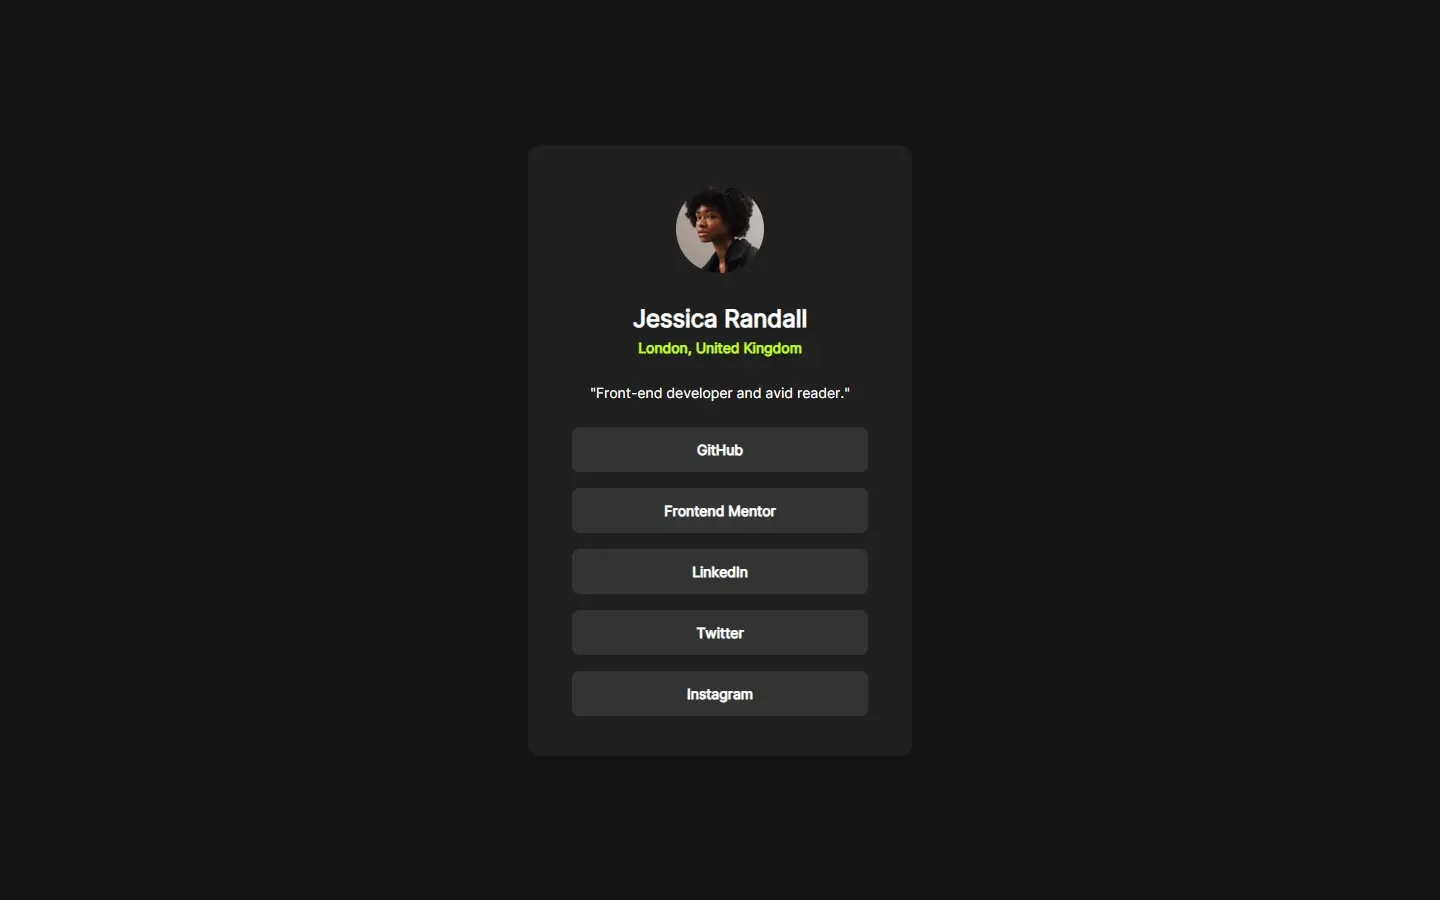 Jessica Randall
London, United Kingdom
"Front-end developer and avid reader."
GitHub
Frontend Mentor
LinkedIn
Twitter
Instagram